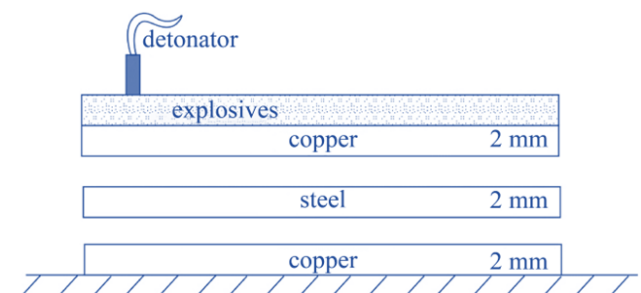 detonator
explosives
copper 2 mm
steel 2 mm
copper 2 mm